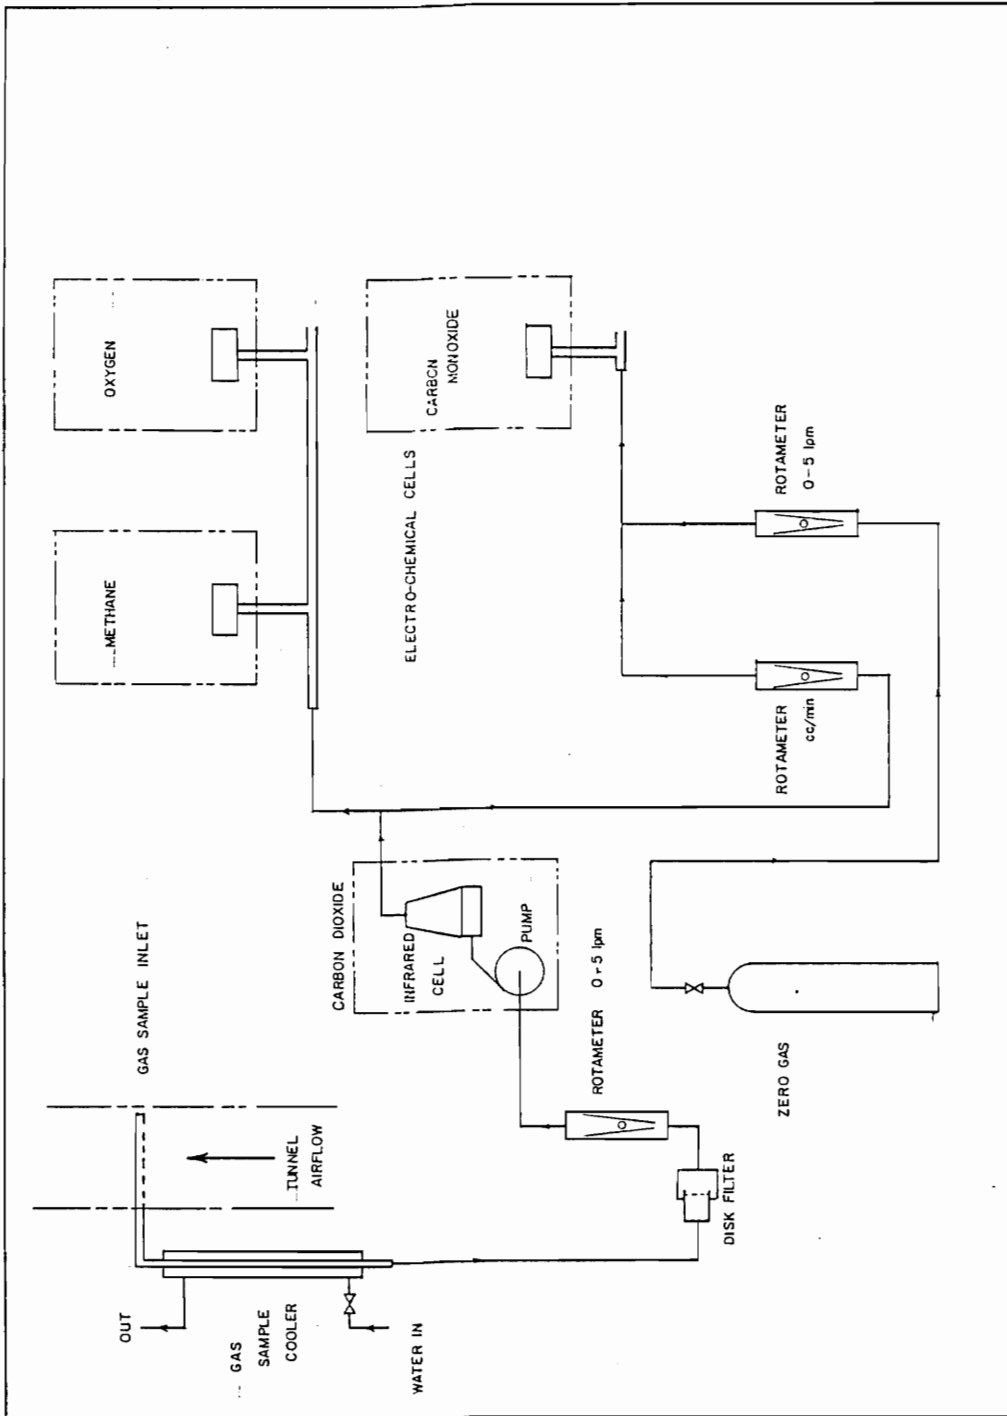 OUT
GAS
SAMPLE
COOLER
WATER IN
TUNNEL
AIRFLOW
GAS SAMPLE INLET
DISK FILTER
ROTAMETER 0-5 lpm
CARBON DIOXIDE
INFRARED
CELL
PUMP
ZERO GAS
METHANE
OXYGEN
ELECTRO-CHEMICAL CELLS
CARBON
MONOXIDE
ROTAMETER
cc/min
ROTAMETER
0-5 lpm